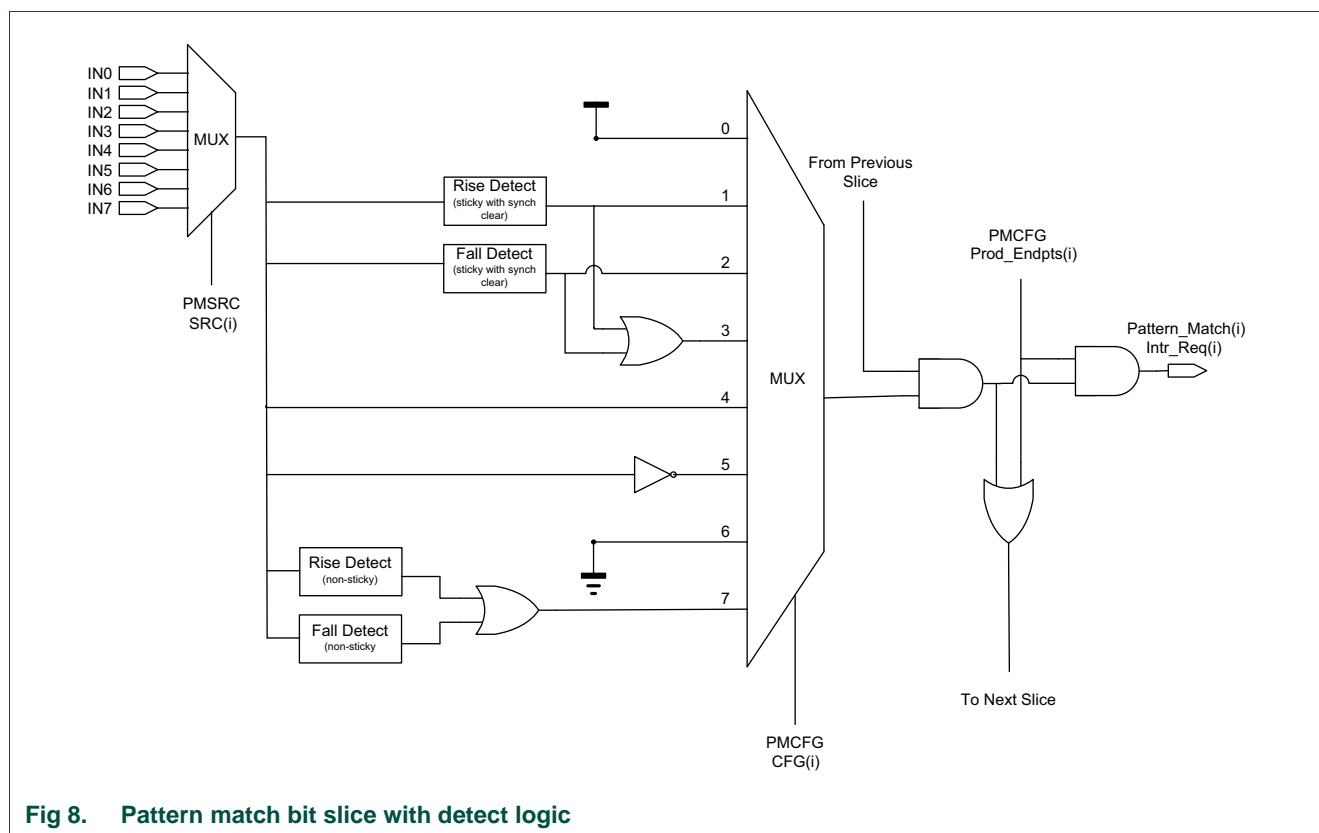 IN0
IN1
IN2
IN3
IN4
IN5
IN6
IN7
MUX
PMSRC
SRC(i)
Rise Detect
(sticky with synch
clear)
Fall Detect
(sticky with synch
clear)
Rise Detect
(non-sticky)
Fall Detect
(non-sticky
0
1
2
3
4
5
6
7
MUX
PMCFG
CFG(i)
From Previous
Slice
PMCFG
Prod_Endpts(i)
Pattern_Match(i)
Intr_Req(i)
To Next Slice
Fig 8. Pattern match bit slice with detect logic